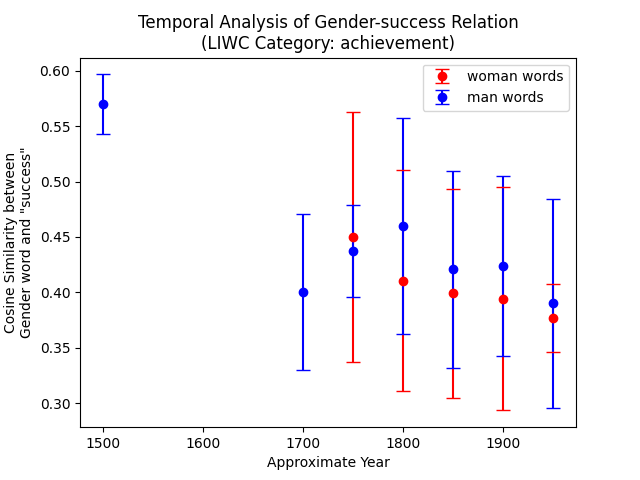 Temporal Analysis of Gender-success Relation
(LIWC Category: achievement)
woman words
man words
0.60
0.55
0.50
0.45
0.40
0.35
0.30
Cosine Similarity between
Gender word and "success"
1500
1600
1700
1800
1900
Approximate Year